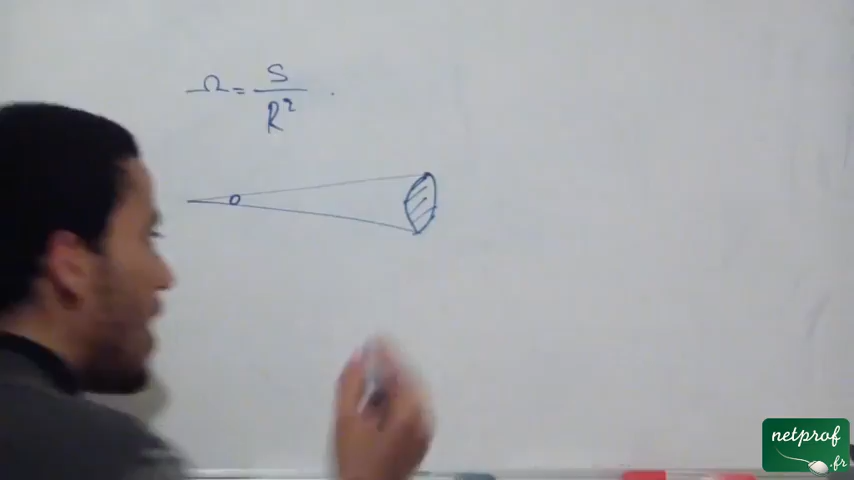 Ω = S / R²
netprof
.fr